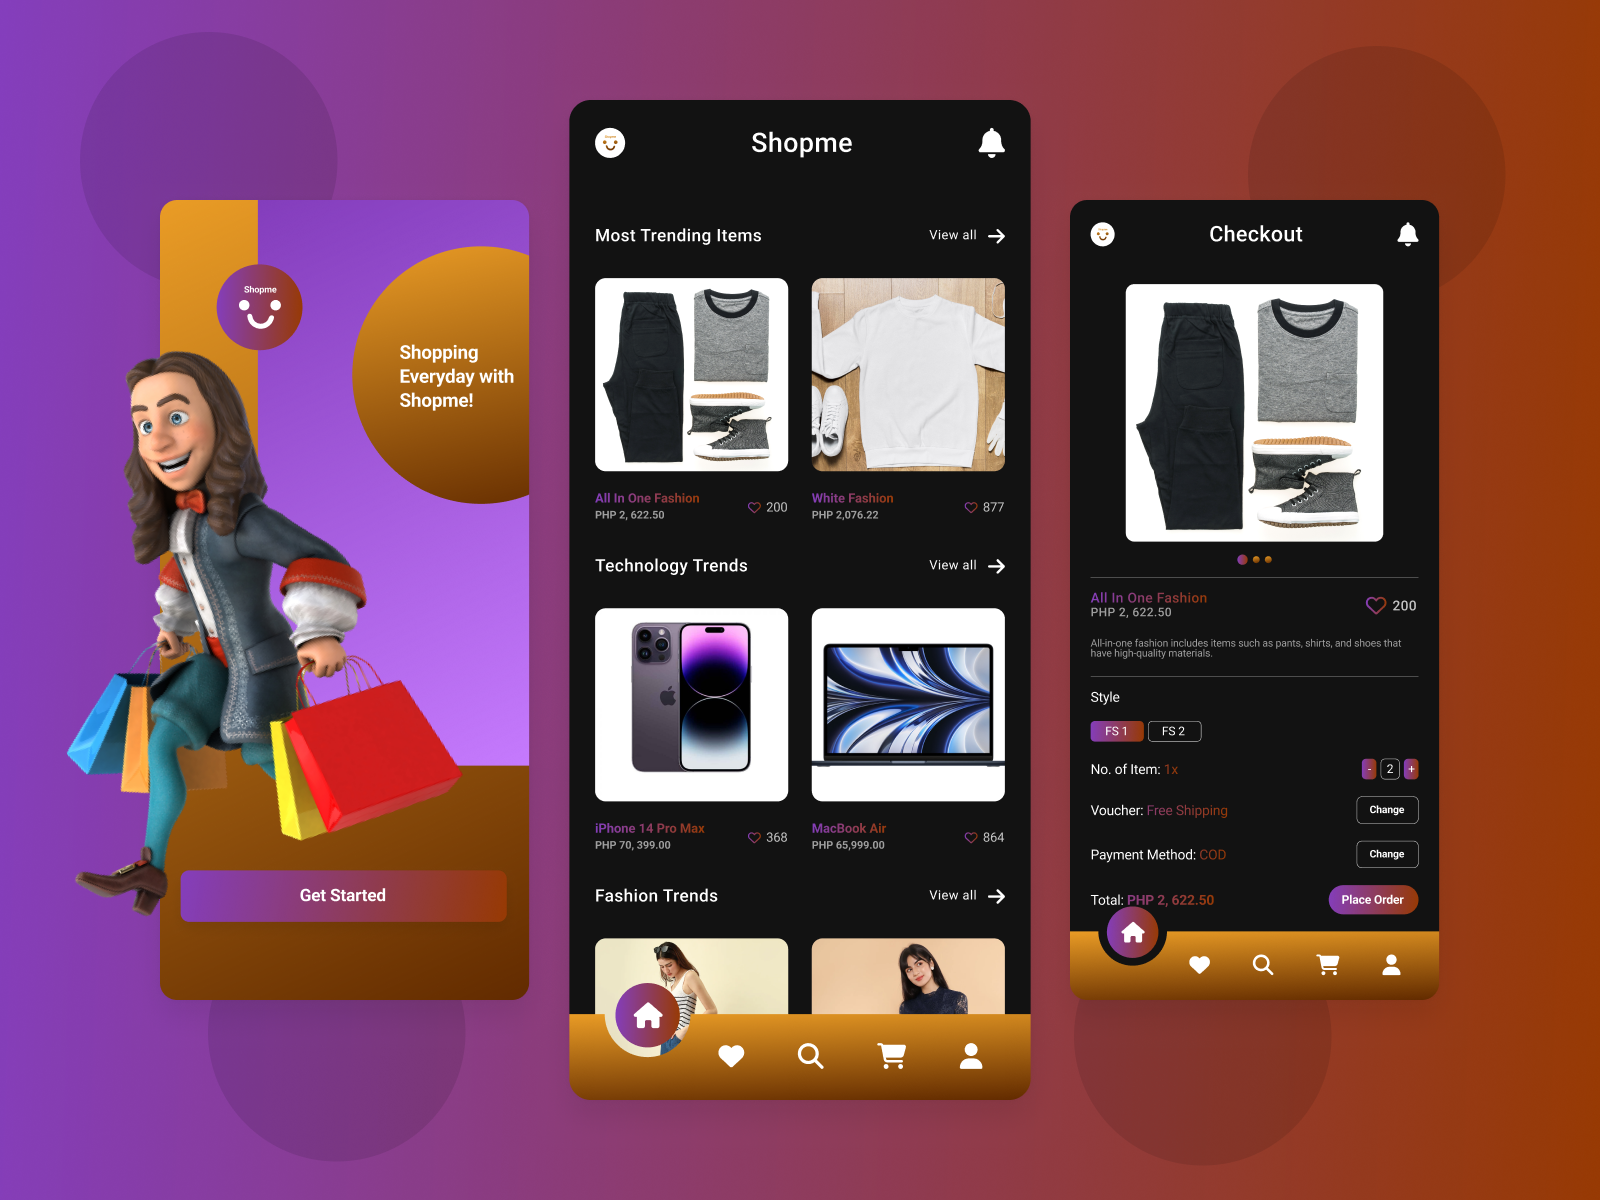 Shopme
Shopping
Everyday with
Shopme!
Get Started
Shopme
Most Trending Items
View all
All In One Fashion
PHP 2, 622.50
200
White Fashion
PHP 2,076.22
877
Technology Trends
View all
iPhone 14 Pro Max
PHP 70, 399.00
368
MacBook Air
PHP 65,999.00
864
Fashion Trends
View all
Checkout
All In One Fashion
PHP 2, 622.50
200
All-in-one fashion includes items such as pants, shirts, and shoes that
have high-quality materials.
Style
FS 1
FS 2
No. of Item: 1x
- 2 +
Voucher: Free Shipping
Change
Payment Method: COD
Change
Total: PHP 2, 622.50
Place Order